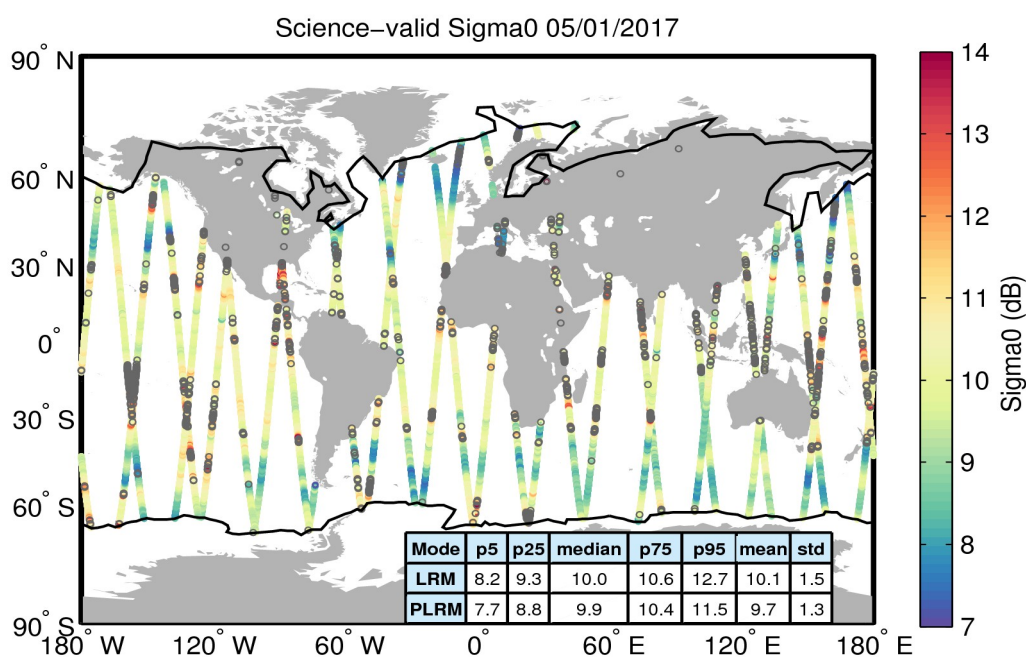 Science−valid Sigma0 05/01/2017
90° N
60° N
30° N
0°
30° S
60° S
90° S
180° W
120° W
60° W
0°
60° E
120° E
180° E
14
13
12
11
10
9
8
7
Sigma0 (dB)
Mode p5 p25 median p75 p95 mean std
LRM 8.2 9.3 10.0 10.6 12.7 10.1 1.5
PLRM 7.7 8.8 9.9 10.4 11.5 9.7 1.3